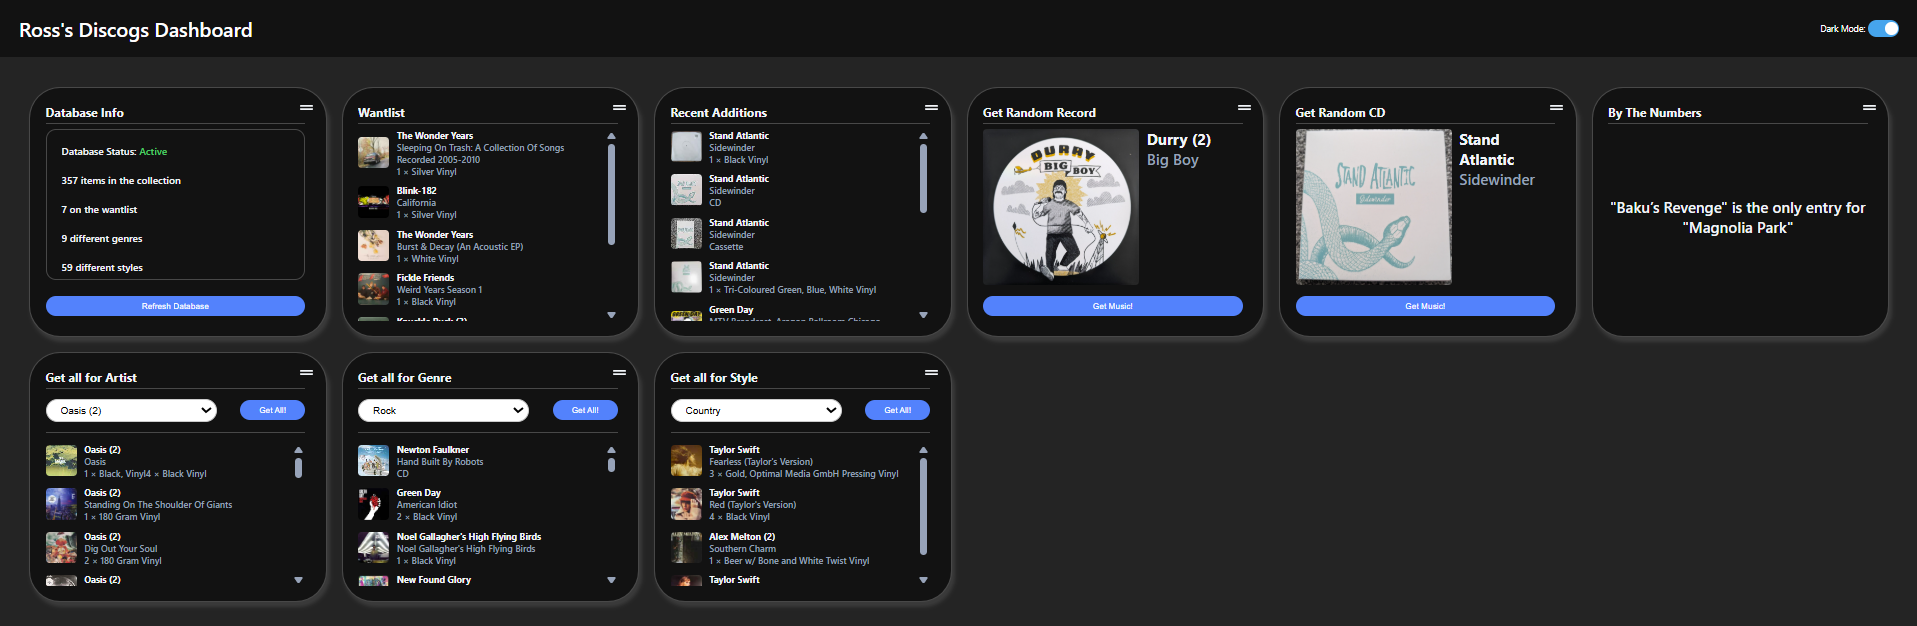 Ross's Discogs Dashboard
Dark Mode:
Database Info
Database Status: Active
357 items in the collection
7 on the wantlist
9 different genres
59 different styles
Refresh Database
Wantlist
The Wonder Years
Sleeping On Trash: A Collection Of Songs
Recorded 2005-2010
1 × Silver Vinyl
Blink-182
California
1 × Silver Vinyl
The Wonder Years
Burst & Decay (An Acoustic EP)
1 × White Vinyl
Fickle Friends
Weird Years Season 1
1 × Black Vinyl
Recent Additions
Stand Atlantic
Sidewinder
1 × Black Vinyl
Stand Atlantic
Sidewinder
CD
Stand Atlantic
Sidewinder
Cassette
Stand Atlantic
Sidewinder
1 × Tri-Coloured Green, Blue, White Vinyl
Green Day
Get Random Record
DURRY
BIG BOY
Durry (2)
Big Boy
Get Music!
Get Random CD
STAND ATLANTIC
Sidewinder
Stand
Atlantic
Sidewinder
Get Music!
By The Numbers
"Baku's Revenge" is the only entry for
"Magnolia Park"
Get all for Artist
Oasis (2)
Get All!
Oasis (2)
Oasis
1 × Black, Vinyl4 × Black Vinyl
Oasis (2)
Standing On The Shoulder Of Giants
1 × 180 Gram Vinyl
Oasis (2)
Dig Out Your Soul
2 × 180 Gram Vinyl
Oasis (2)
Get all for Genre
Rock
Get All!
Newton Faulkner
Hand Built By Robots
CD
Green Day
American Idiot
2 × Black Vinyl
Noel Gallagher's High Flying Birds
Noel Gallagher's High Flying Birds
1 × Black Vinyl
New Found Glory
Get all for Style
Country
Get All!
Taylor Swift
Fearless (Taylor's Version)
3 × Gold, Optimal Media GmbH Pressing Vinyl
Taylor Swift
Red (Taylor's Version)
4 × Black Vinyl
Alex Melton (2)
Southern Charm
1 × Beer w/ Bone and White Twist Vinyl
Taylor Swift